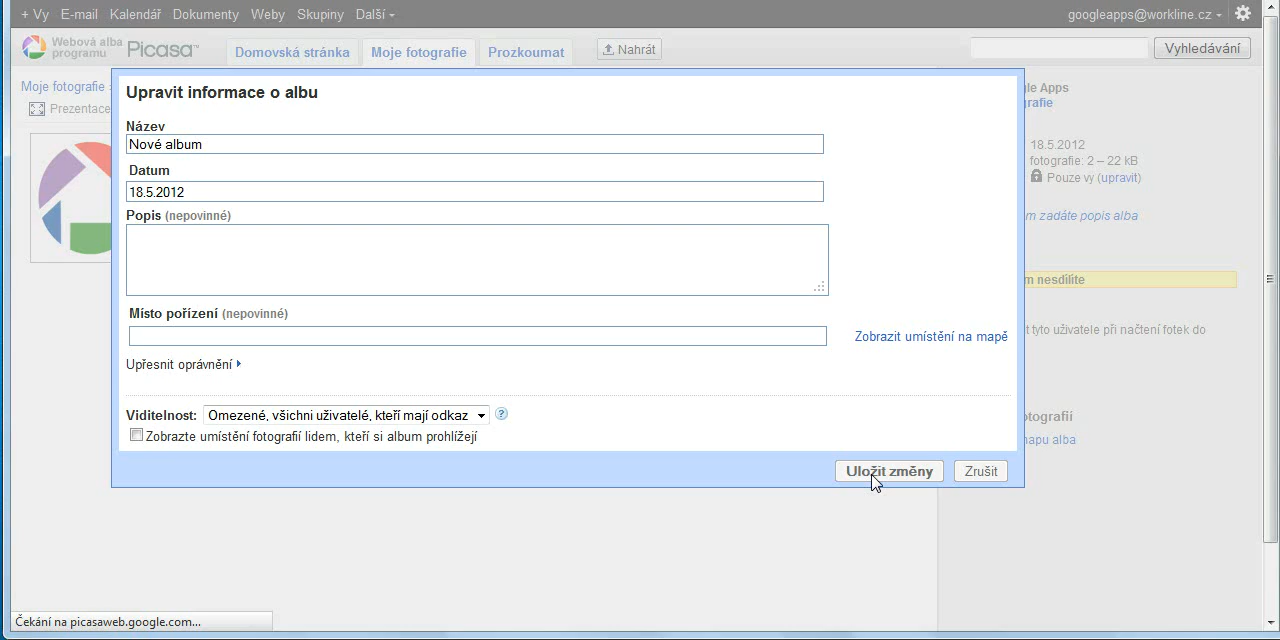 + Vy E-mail Kalendář Dokumenty Weby Skupiny Další
googleapps@workline.cz
Webová alba programu Picasa™
Domovská stránka Moje fotografie Prozkoumat Nahrát Vyhledávání
Moje fotografie
Prezentace
Upravit informace o albu
Název
Nové album
Datum
18.5.2012
Popis (nepovinné)
Místo pořízení (nepovinné)
Zobrazit umístění na mapě
Upřesnit oprávnění
Viditelnost: Omezené, všichni uživatelé, kteří mají odkaz ?
Zobrazte umístění fotografií lidem, kteří si album prohlížejí
Uložit změny Zrušit
le Apps
grafie
18.5.2012
fotografie: 2 – 22 kB
Pouze vy (upravit)
m zadáte popis alba
m nesdílíte
t tyto uživatele při načtení fotek do
otografií
mapu alba
Čekání na picasaweb.google.com...